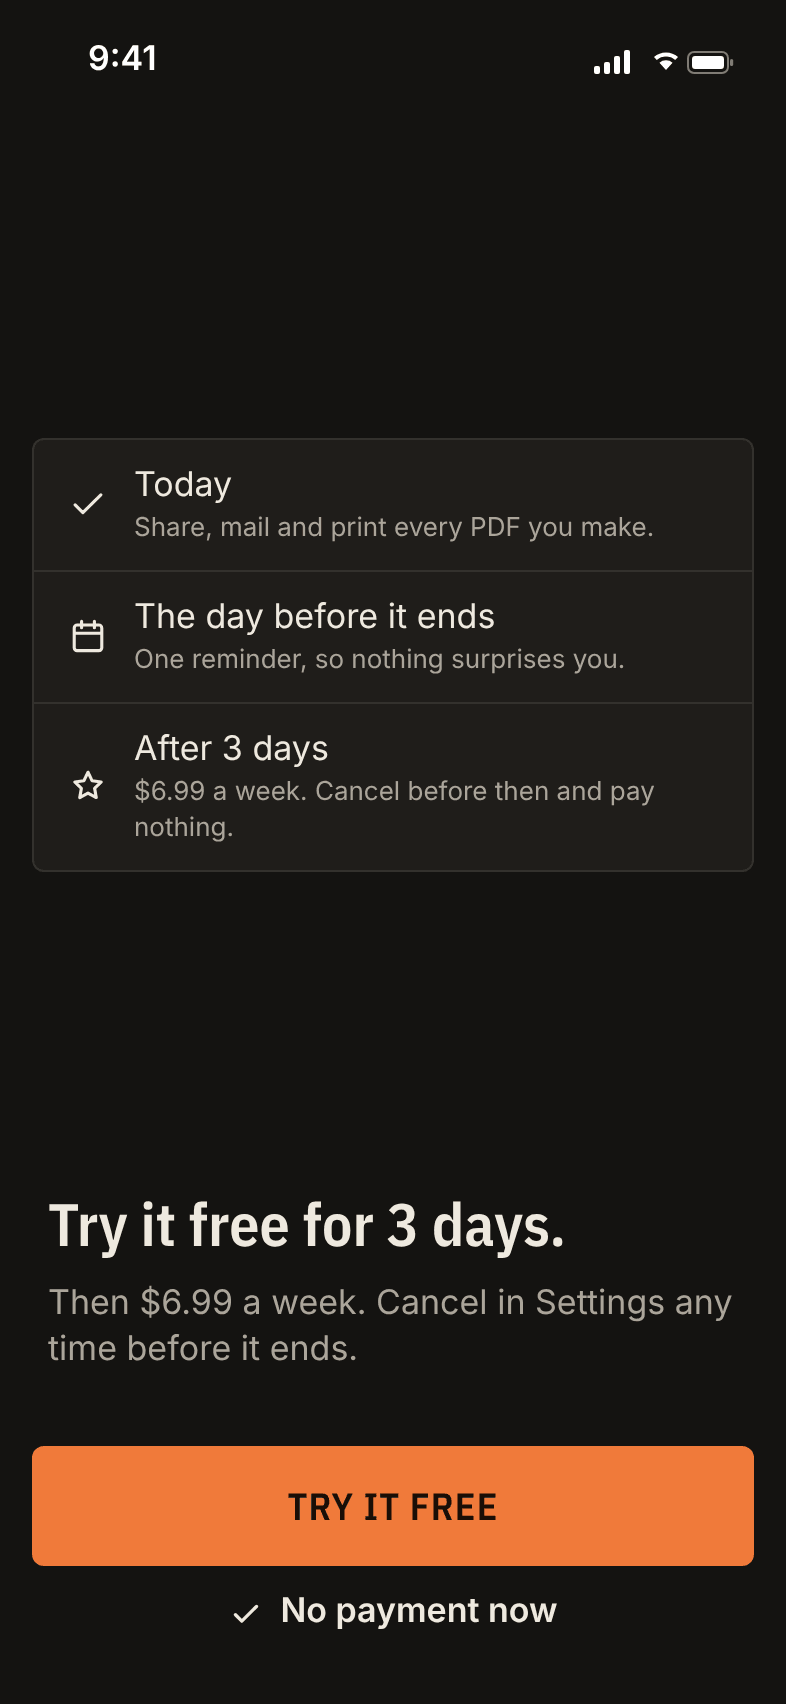 9:41
Today
Share, mail and print every PDF you make.
The day before it ends
One reminder, so nothing surprises you.
After 3 days
$6.99 a week. Cancel before then and pay
nothing.
Try it free for 3 days.
Then $6.99 a week. Cancel in Settings any
time before it ends.
TRY IT FREE
No payment now